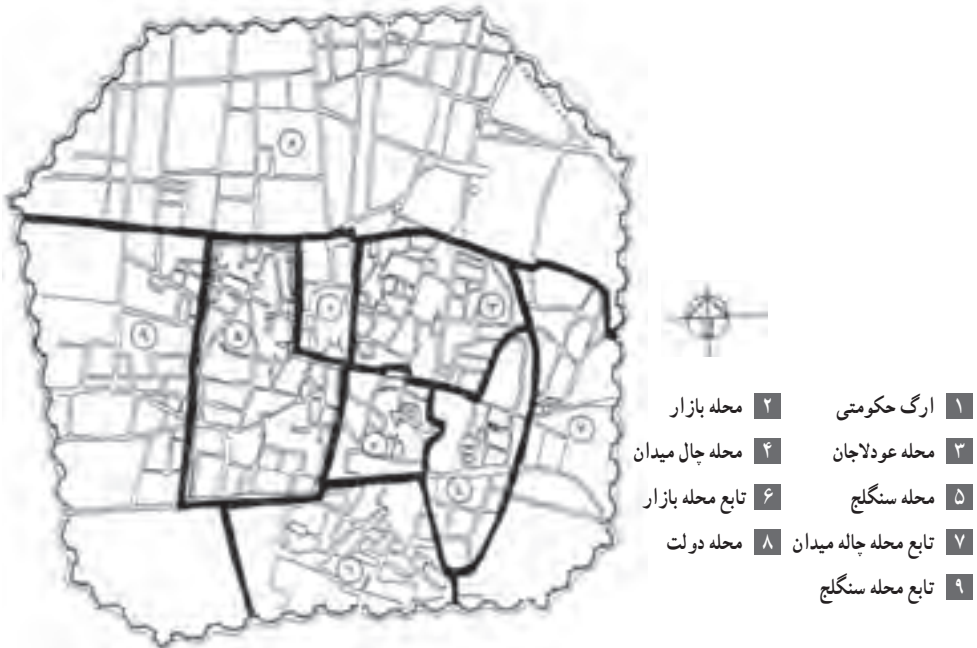 ۱ ارگ حکومتی ۲ محله بازار
۳ محله عودلاجان ۴ محله چال میدان
۵ محله سنگلج ۶ تابع محله بازار
۷ تابع محله چاله میدان ۸ محله دولت
۹ تابع محله سنگلج